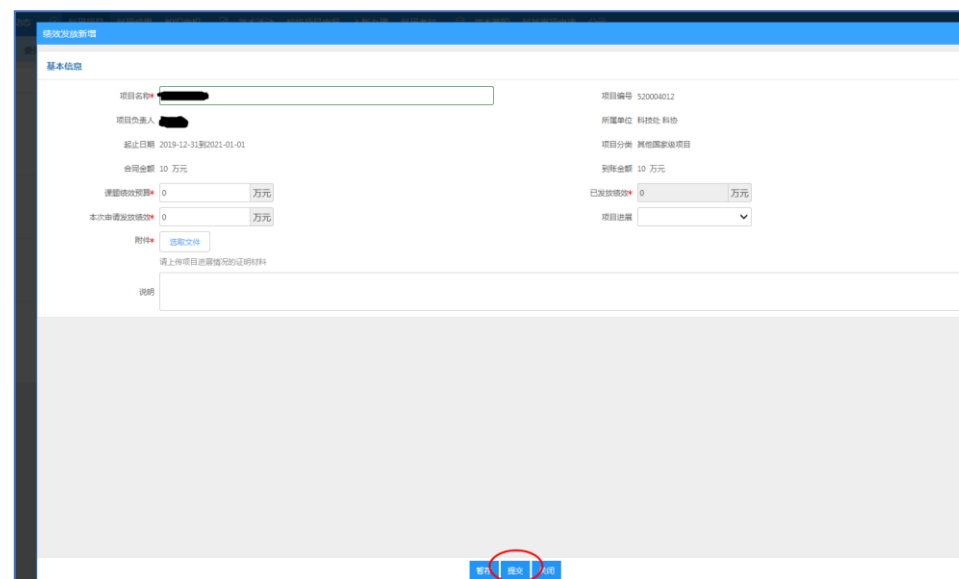 绩效发放新增
基本信息
项目名称*
项目编号 520004012
项目负责人
所属单位 科技处 科协
起止日期 2019-12-31到2021-01-01
项目分类 其他国家级项目
合同金额 10 万元
到账金额 10 万元
课题绩效预算* 0 万元
已发放绩效* 0 万元
本次申请发放绩效* 0 万元
项目进展
附件* 选取文件
请上传项目进展情况的证明材料
说明
暂存 提交 关闭